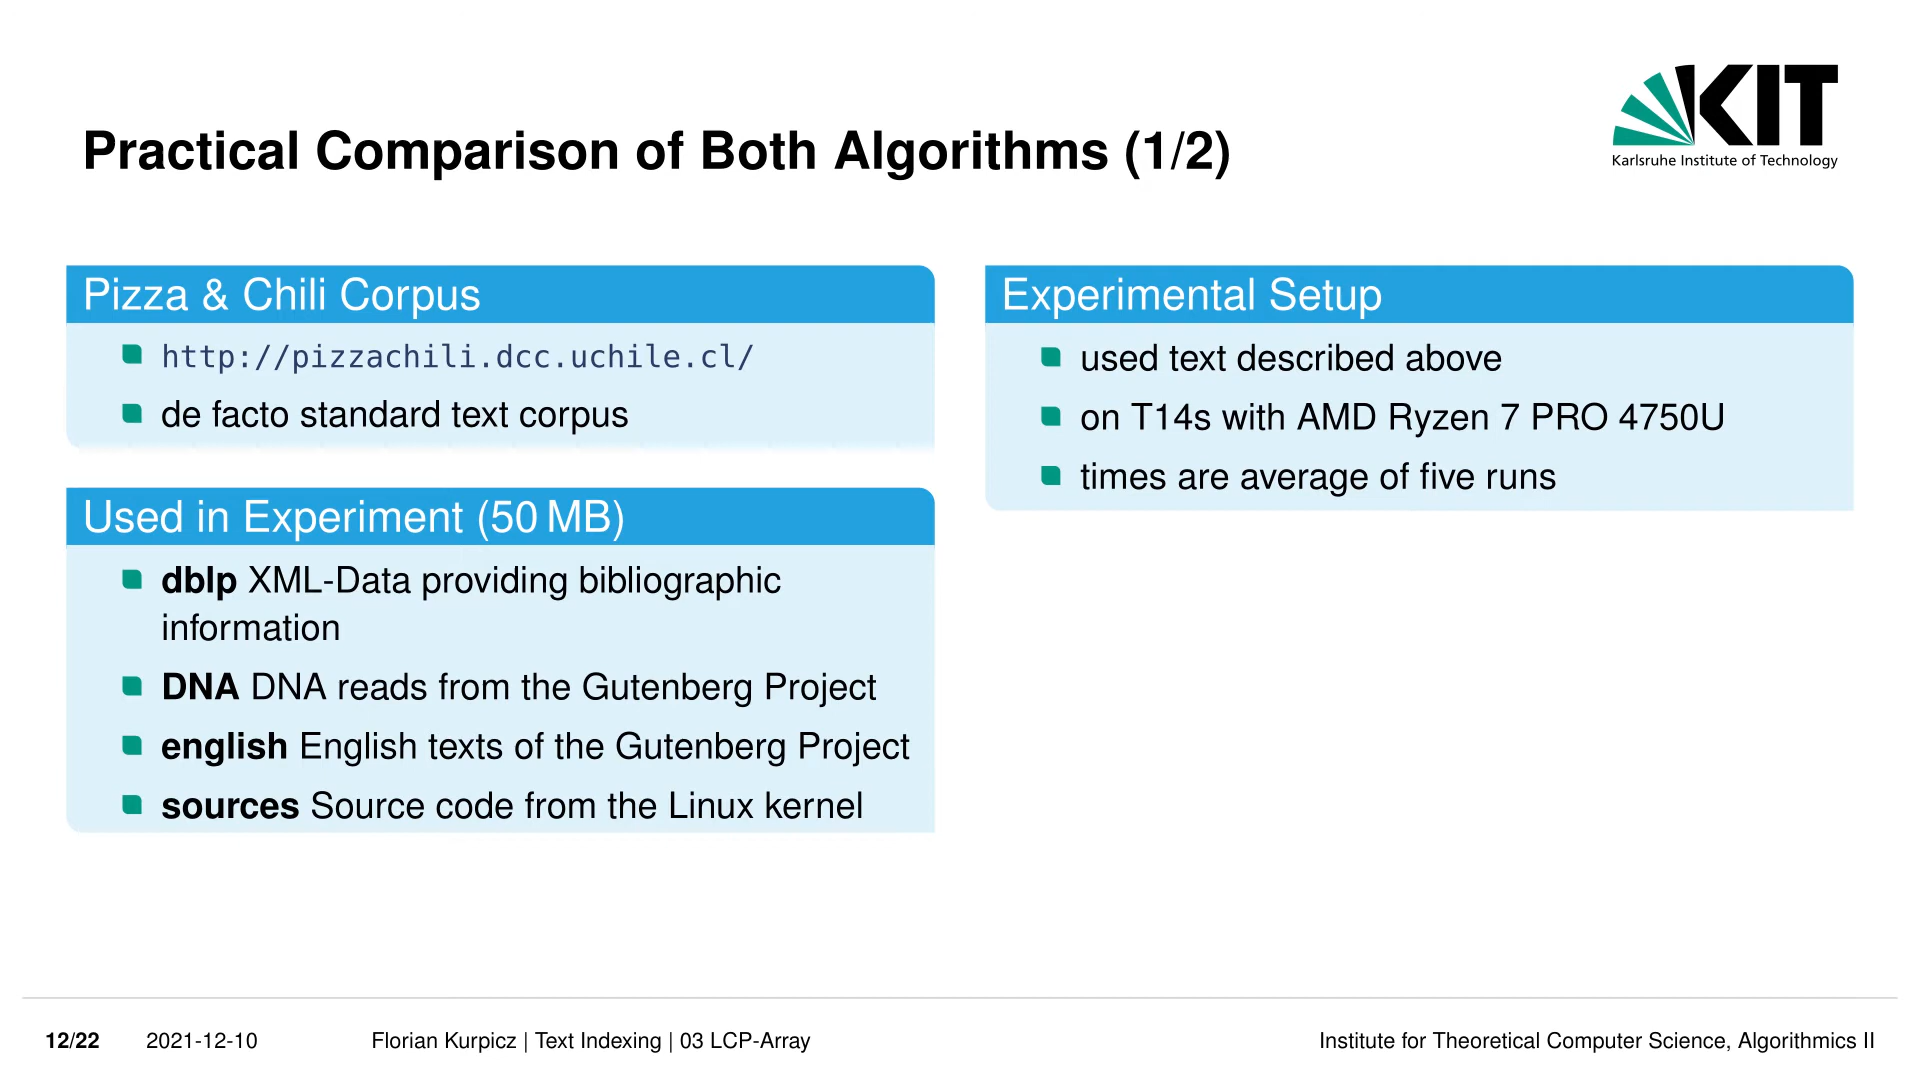 KIT
Karlsruhe Institute of Technology
Practical Comparison of Both Algorithms (1/2)
Pizza & Chili Corpus
http://pizzachili.dcc.uchile.cl/
de facto standard text corpus
Used in Experiment (50 MB)
dblp XML-Data providing bibliographic
information
DNA DNA reads from the Gutenberg Project
english English texts of the Gutenberg Project
sources Source code from the Linux kernel
Experimental Setup
used text described above
on T14s with AMD Ryzen 7 PRO 4750U
times are average of five runs
12/22 2021-12-10 Florian Kurpicz | Text Indexing | 03 LCP-Array Institute for Theoretical Computer Science, Algorithmics II